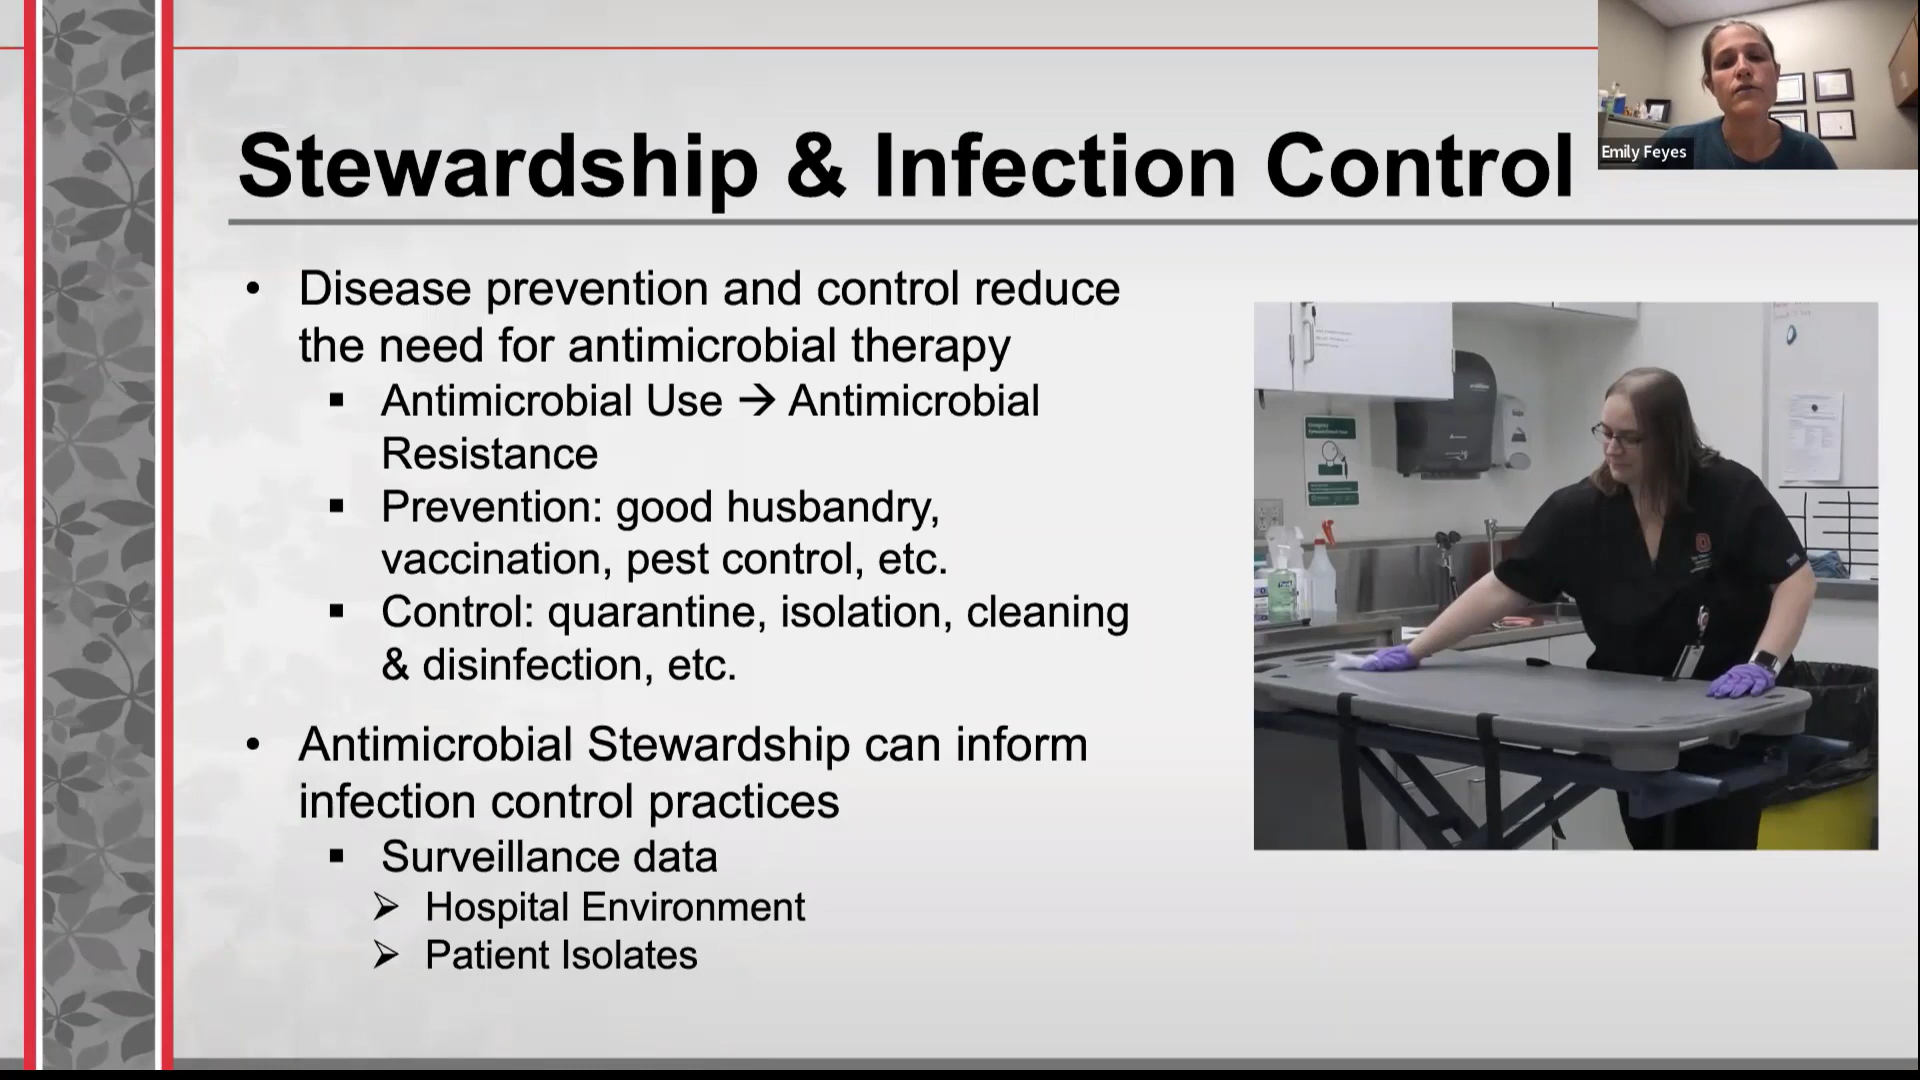 Stewardship & Infection Control
Emily Feyes
• Disease prevention and control reduce
the need for antimicrobial therapy
▪ Antimicrobial Use → Antimicrobial
Resistance
▪ Prevention: good husbandry,
vaccination, pest control, etc.
▪ Control: quarantine, isolation, cleaning
& disinfection, etc.
• Antimicrobial Stewardship can inform
infection control practices
▪ Surveillance data
➢ Hospital Environment
➢ Patient Isolates